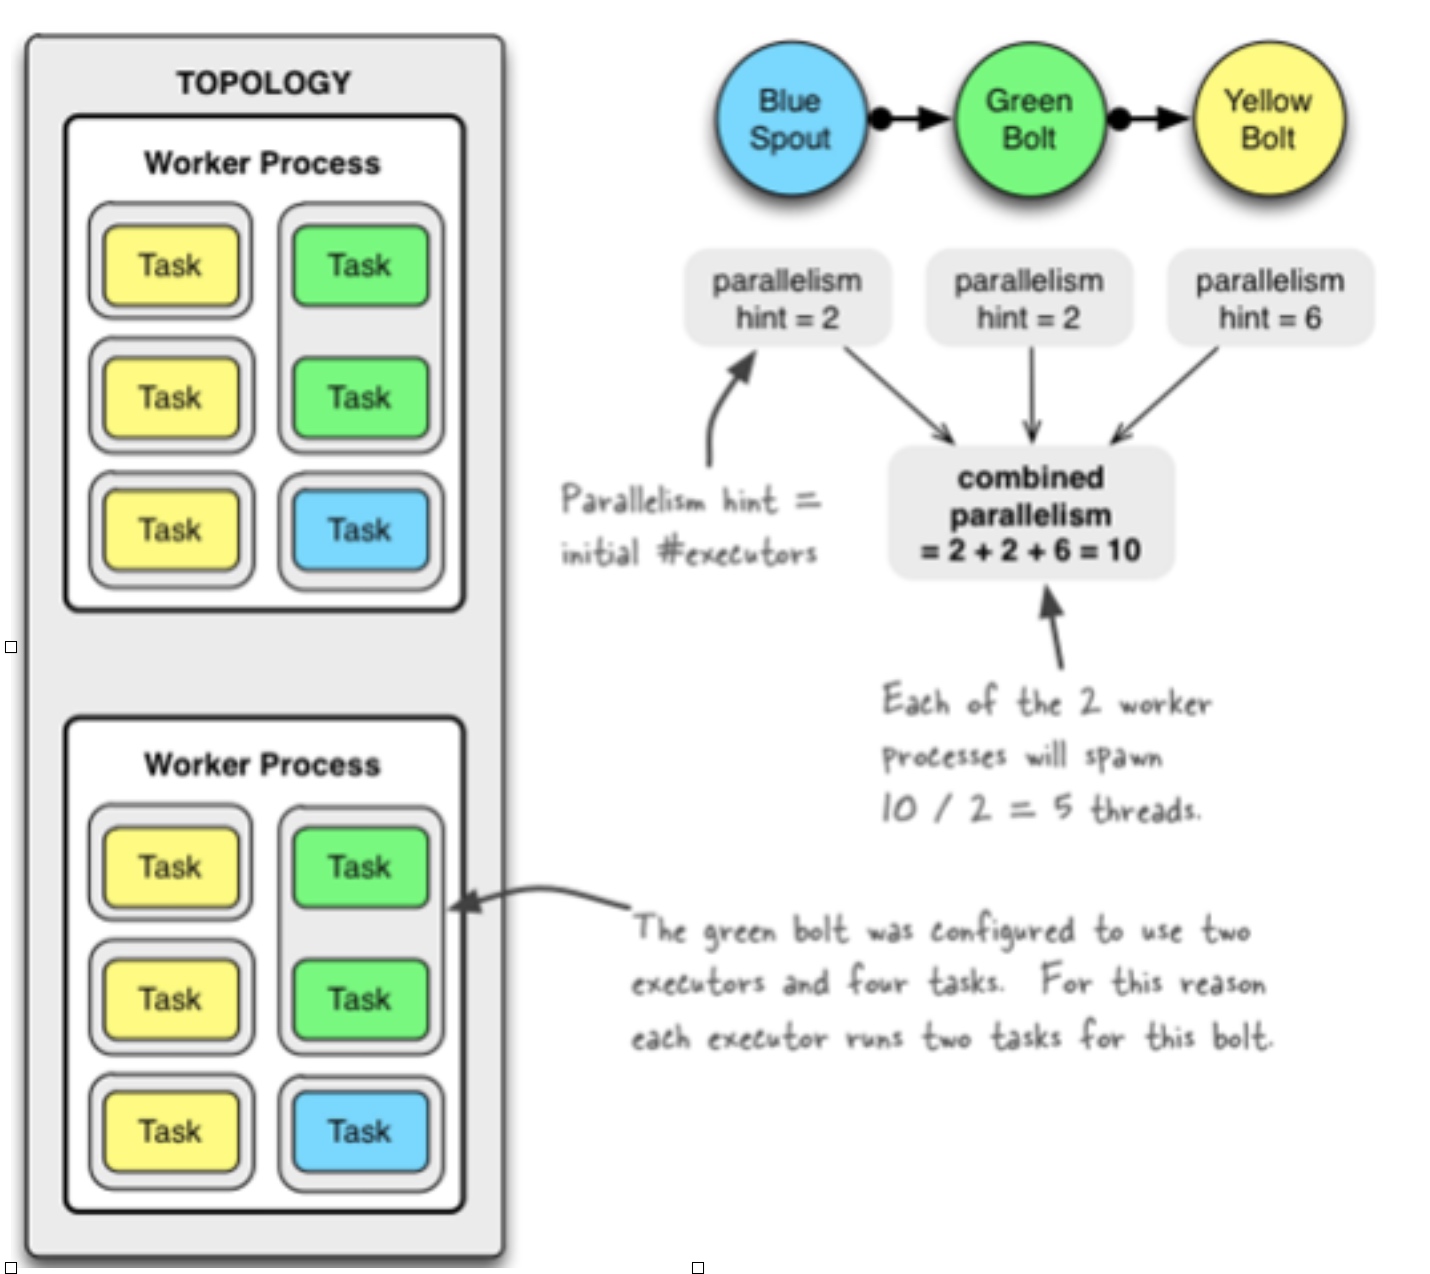 TOPOLOGY
Worker Process
Task
Task
Task
Task
Task
Task
Worker Process
Task
Task
Task
Task
Task
Task
Blue
Spout
Green
Bolt
Yellow
Bolt
parallelism
hint = 2
parallelism
hint = 2
parallelism
hint = 6
Parallelism hint =
initial #executors
combined
parallelism
= 2 + 2 + 6 = 10
Each of the 2 worker
processes will spawn
10 / 2 = 5 threads.
The green bolt was configured to use two
executors and four tasks. For this reason
each executor runs two tasks for this bolt.